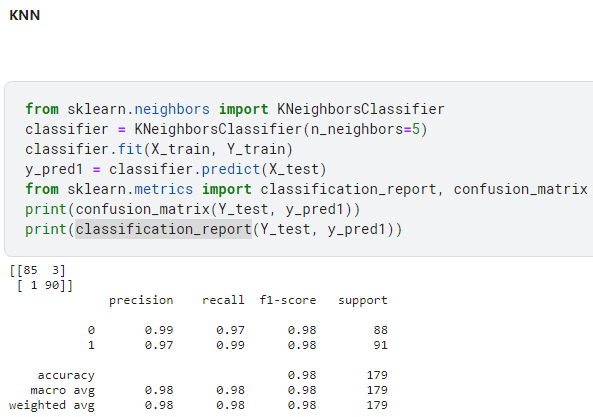 KNN
from sklearn.neighbors import KNeighborsClassifier
classifier = KNeighborsClassifier(n_neighbors=5)
classifier.fit(X_train, Y_train)
y_pred1 = classifier.predict(X_test)
from sklearn.metrics import classification_report, confusion_matrix
print(confusion_matrix(Y_test, y_pred1))
print(classification_report(Y_test, y_pred1))
[[85  3]
 [ 1 90]]
              precision    recall  f1-score   support
           0       0.99      0.97      0.98        88
           1       0.97      0.99      0.98        91
    accuracy                           0.98       179
   macro avg       0.98      0.98      0.98       179
weighted avg       0.98      0.98      0.98       179